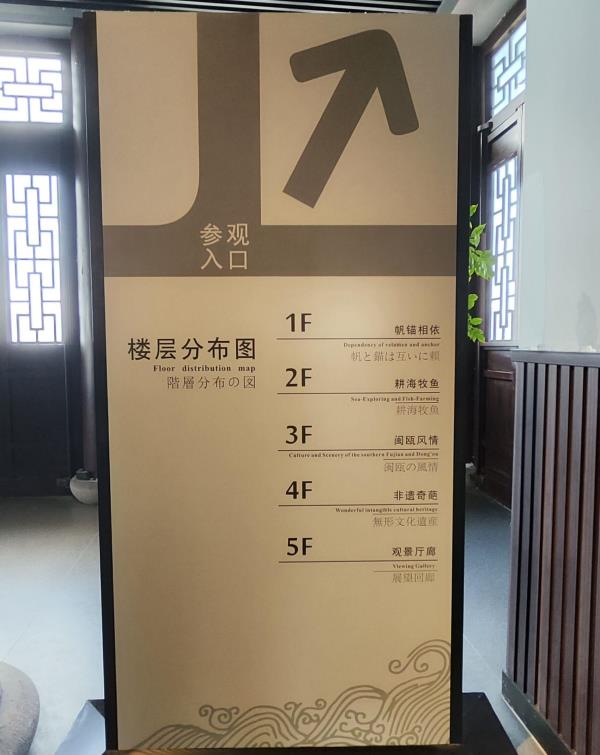 参观
入口
楼层分布图
Floor distribution map
階層分布の図
1F
帆锚相依
Dependency of velumen and anchor
帆と錨は互いに頼
2F
耕海牧鱼
Sea-Exploring and Fish-Farming
耕海牧魚
3F
闽瓯风情
Culture and Scenery of the southern Fujian and Dong'ou
闽瓯の風情
4F
非遗奇葩
Wonderful intangible cultural heritage
無形文化遺産
5F
观景厅廊
Viewing Gallery
展望回廊